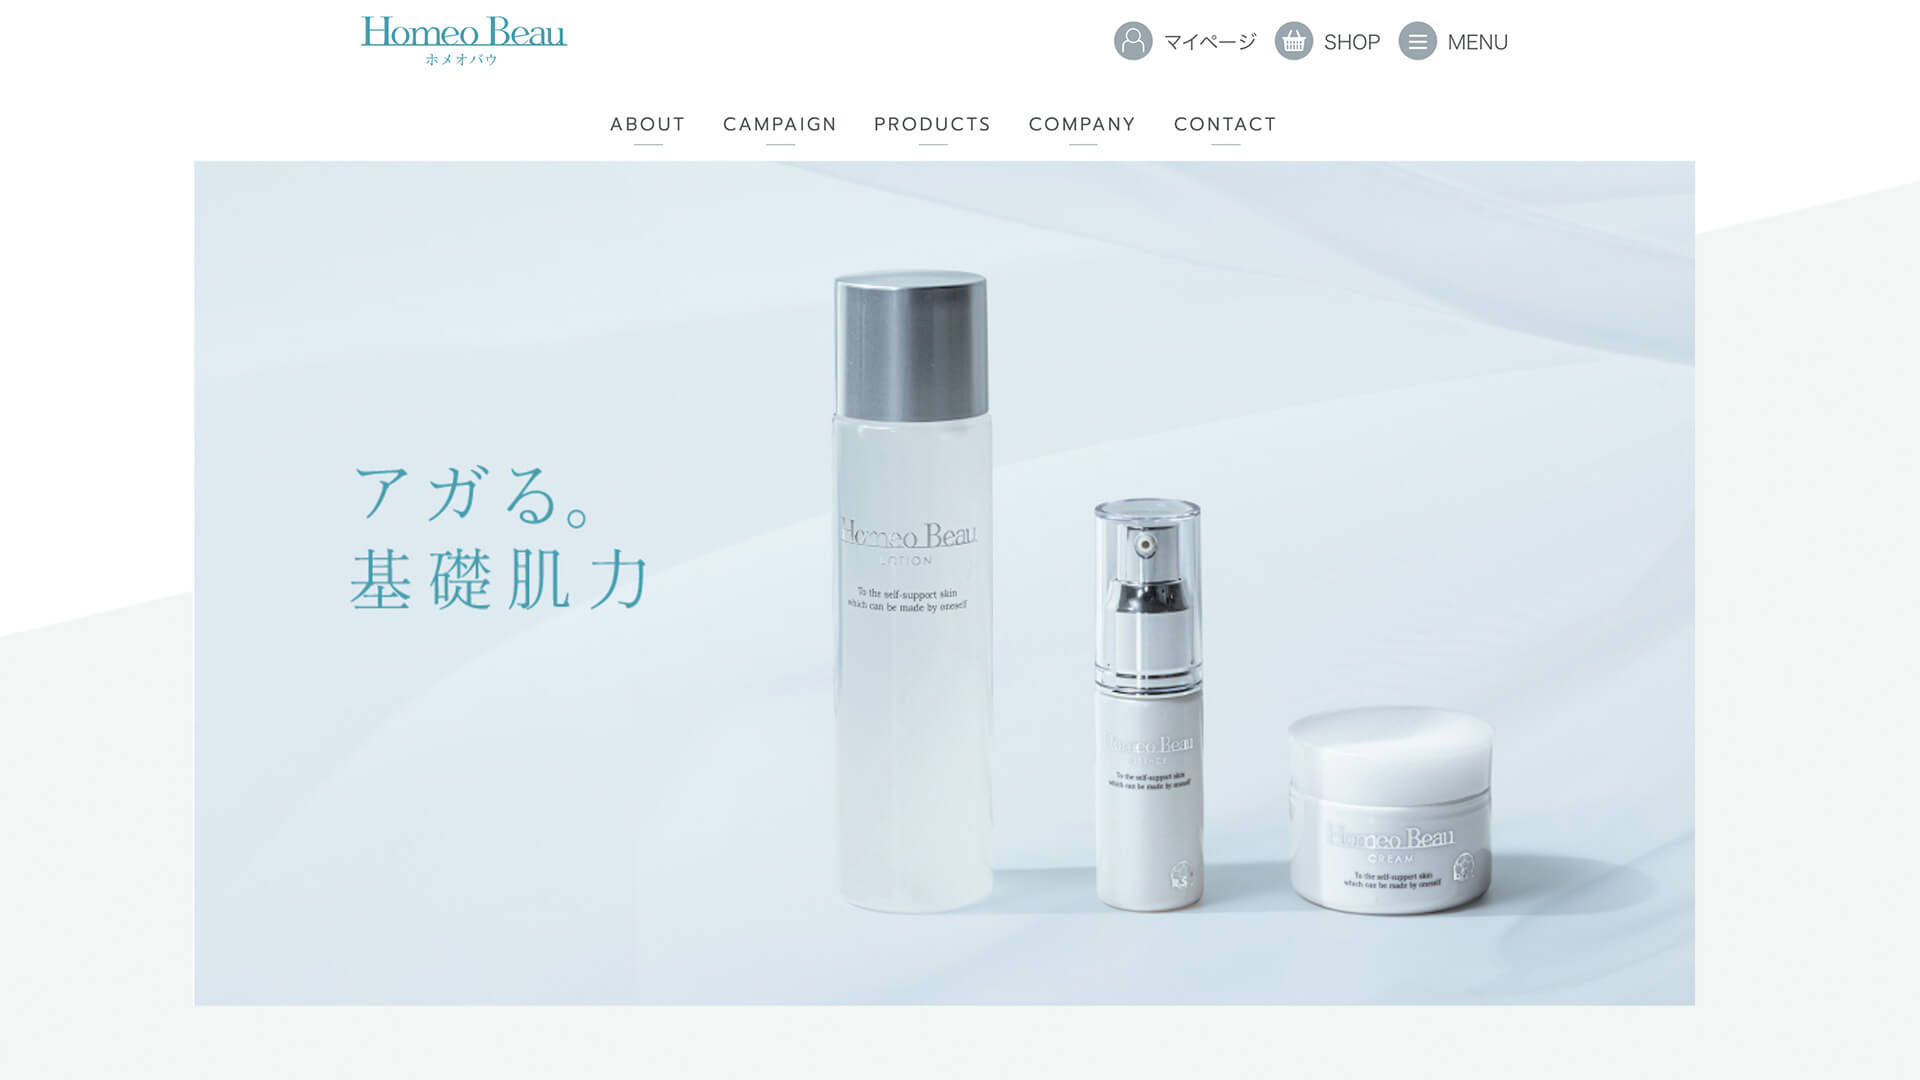 Homeo Beau
ホメオバウ
マイページ
SHOP
MENU
ABOUT
CAMPAIGN
PRODUCTS
COMPANY
CONTACT
アガる。
基礎肌力
Homeo Beau
LOTION
To the self-support skin
which can be made by oneself
Homeo Beau
To the self-support skin
which can be made by oneself
R.S
Homeo Beau
CREAM
To the self-support skin
which can be made by oneself